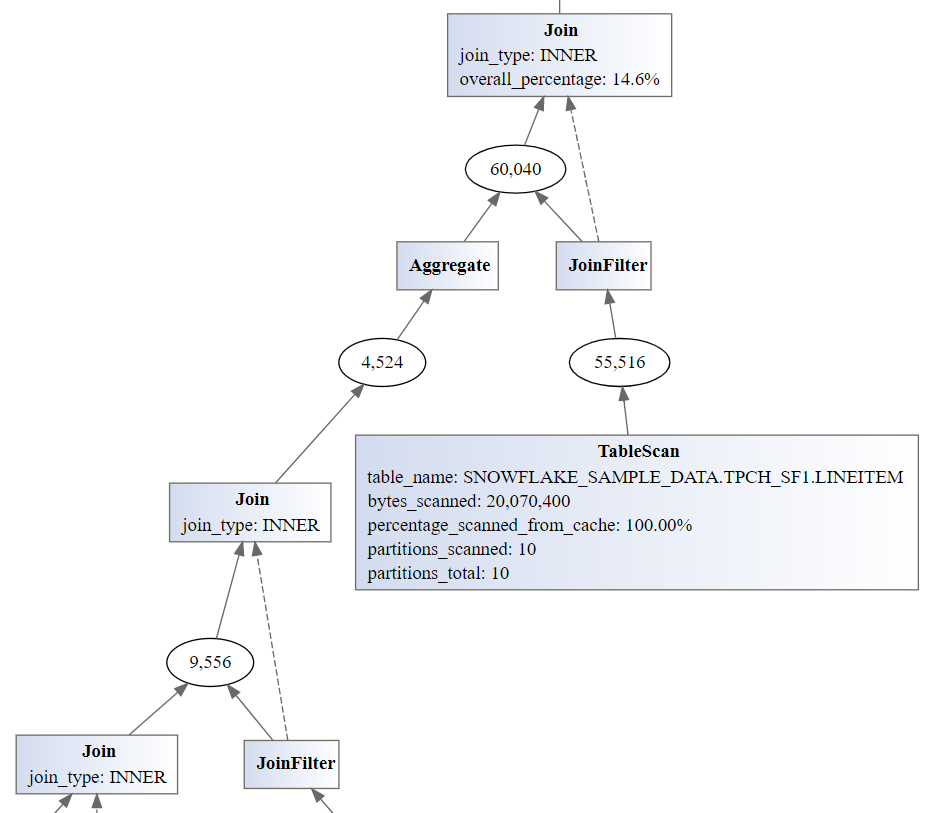 Join
join_type: INNER
overall_percentage: 14.6%
60,040
Aggregate
JoinFilter
4,524
55,516
TableScan
table_name: SNOWFLAKE_SAMPLE_DATA.TPCH_SF1.LINEITEM
bytes_scanned: 20,070,400
percentage_scanned_from_cache: 100.00%
partitions_scanned: 10
partitions_total: 10
Join
join_type: INNER
9,556
Join
join_type: INNER
JoinFilter